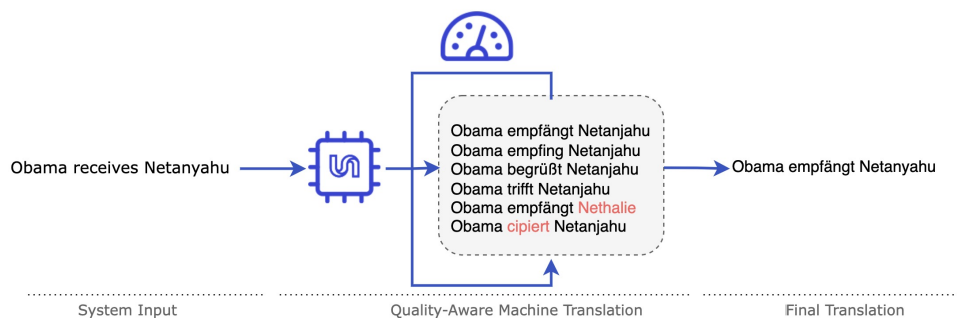 Obama receives Netanyahu
Obama empfängt Netanjahu
Obama empfing Netanjahu
Obama begrüßt Netanjahu
Obama trifft Netanjahu
Obama empfängt Nethalie
Obama cipiert Netanjahu
Obama empfängt Netanyahu
System Input
Quality-Aware Machine Translation
Final Translation